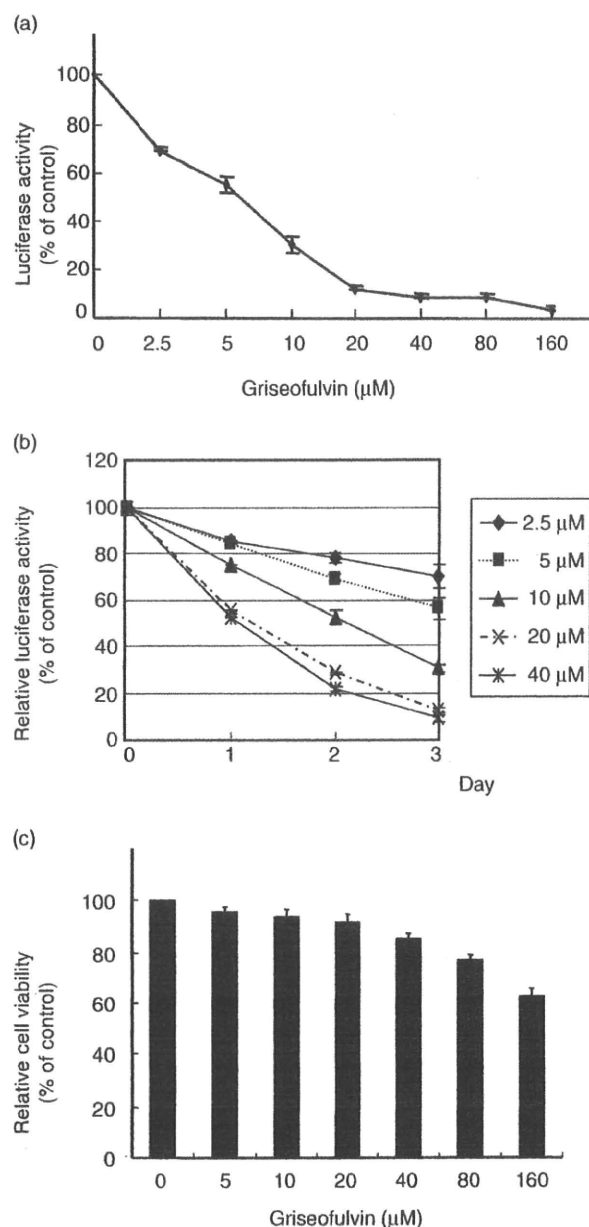 (a)
Luciferase activity
(% of control)
100
80
60
40
20
0
0 2.5 5 10 20 40 80 160
Griseofulvin (µM)
(b)
Relative luciferase activity
(% of control)
120
100
80
60
40
20
0
0 1 2 3
Day
2.5 µM
5 µM
10 µM
20 µM
40 µM
(c)
Relative cell viability
(% of control)
100
80
60
40
20
0
0 5 10 20 40 80 160
Griseofulvin (µM)